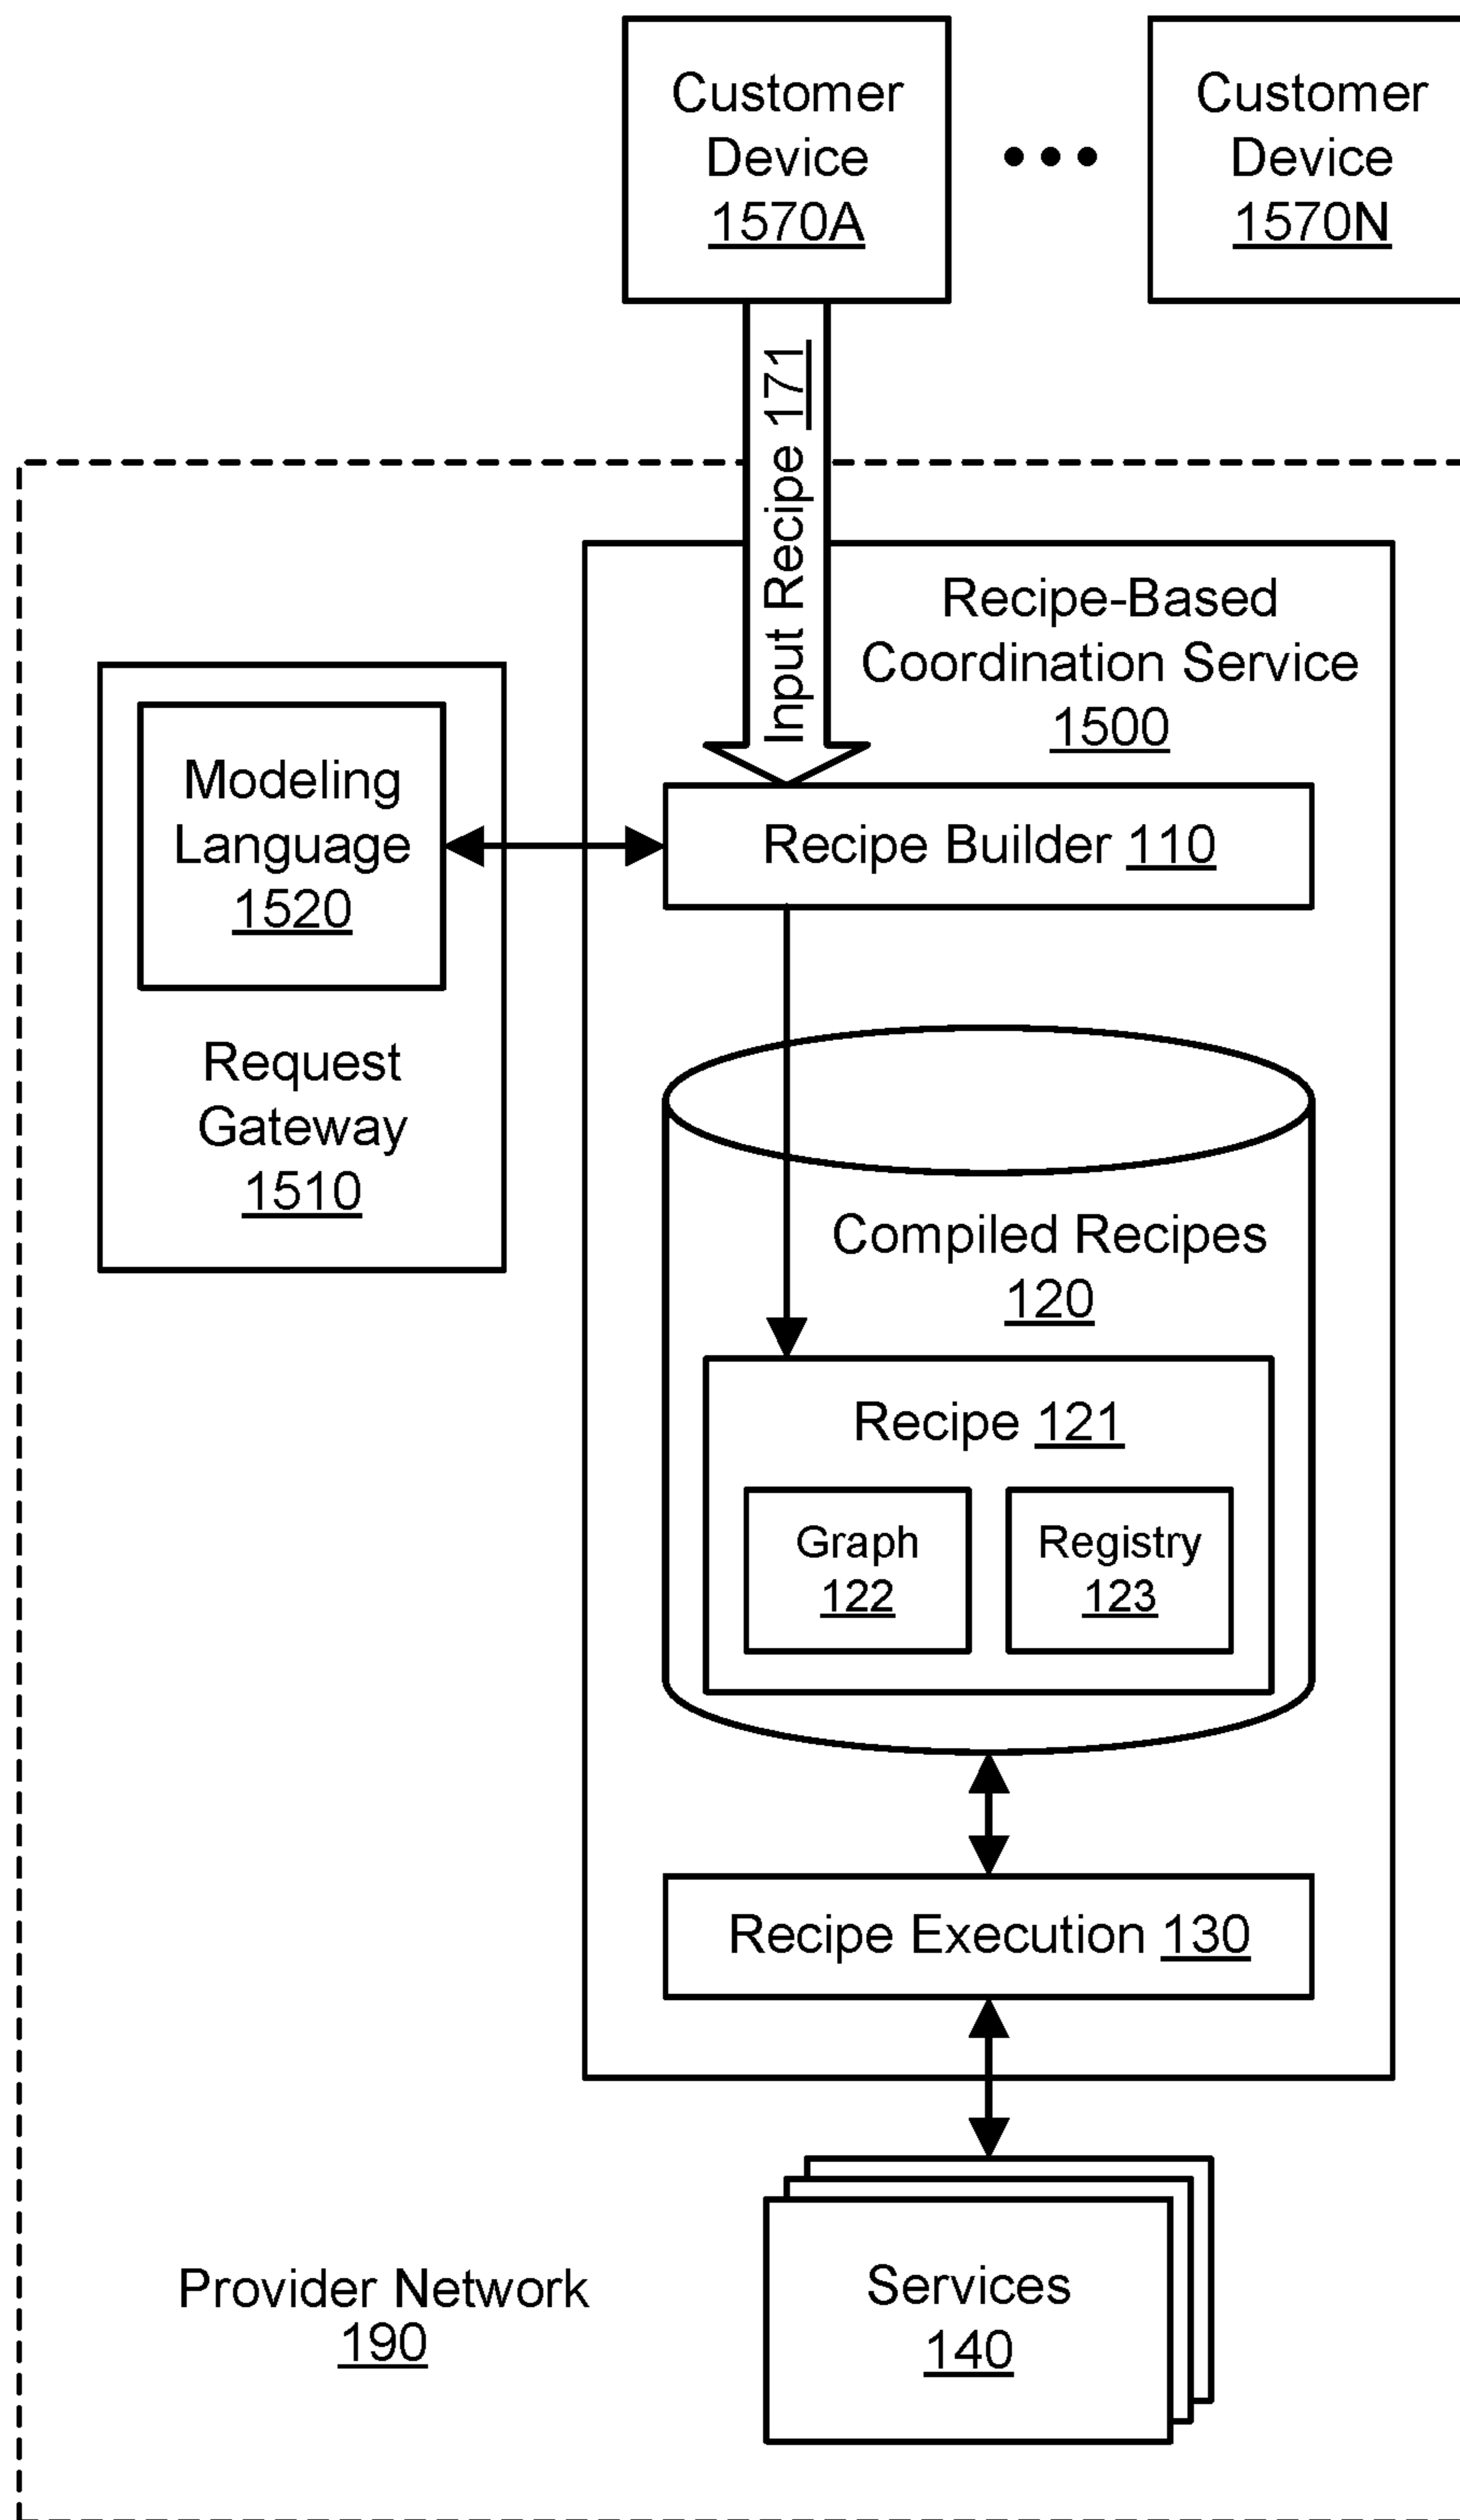 Customer
Device
1570A
Customer
Device
1570N
Input Recipe 171
Recipe-Based
Coordination Service
1500
Modeling
Language
1520
Recipe Builder 110
Request
Gateway
1510
Compiled Recipes
120
Recipe 121
Graph
122
Registry
123
Recipe Execution 130
Services
140
Provider Network
190